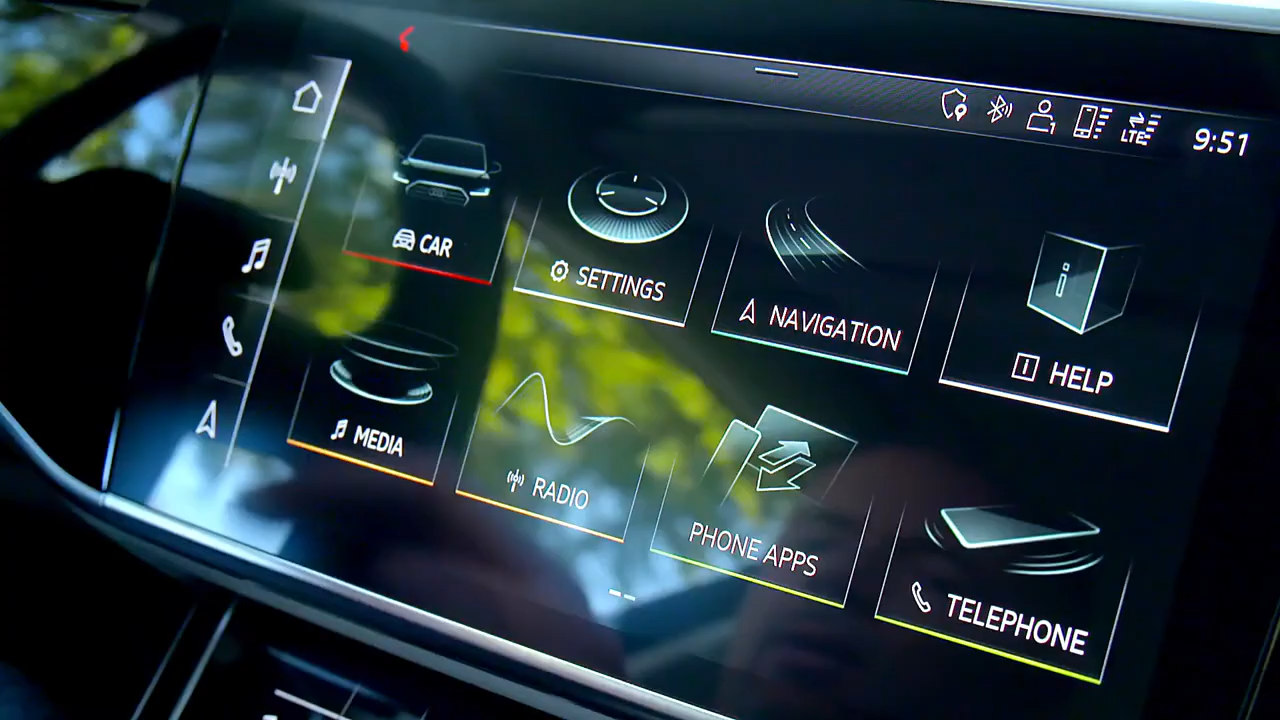 LTE 9:51
CAR
SETTINGS
NAVIGATION
HELP
MEDIA
RADIO
PHONE APPS
TELEPHONE